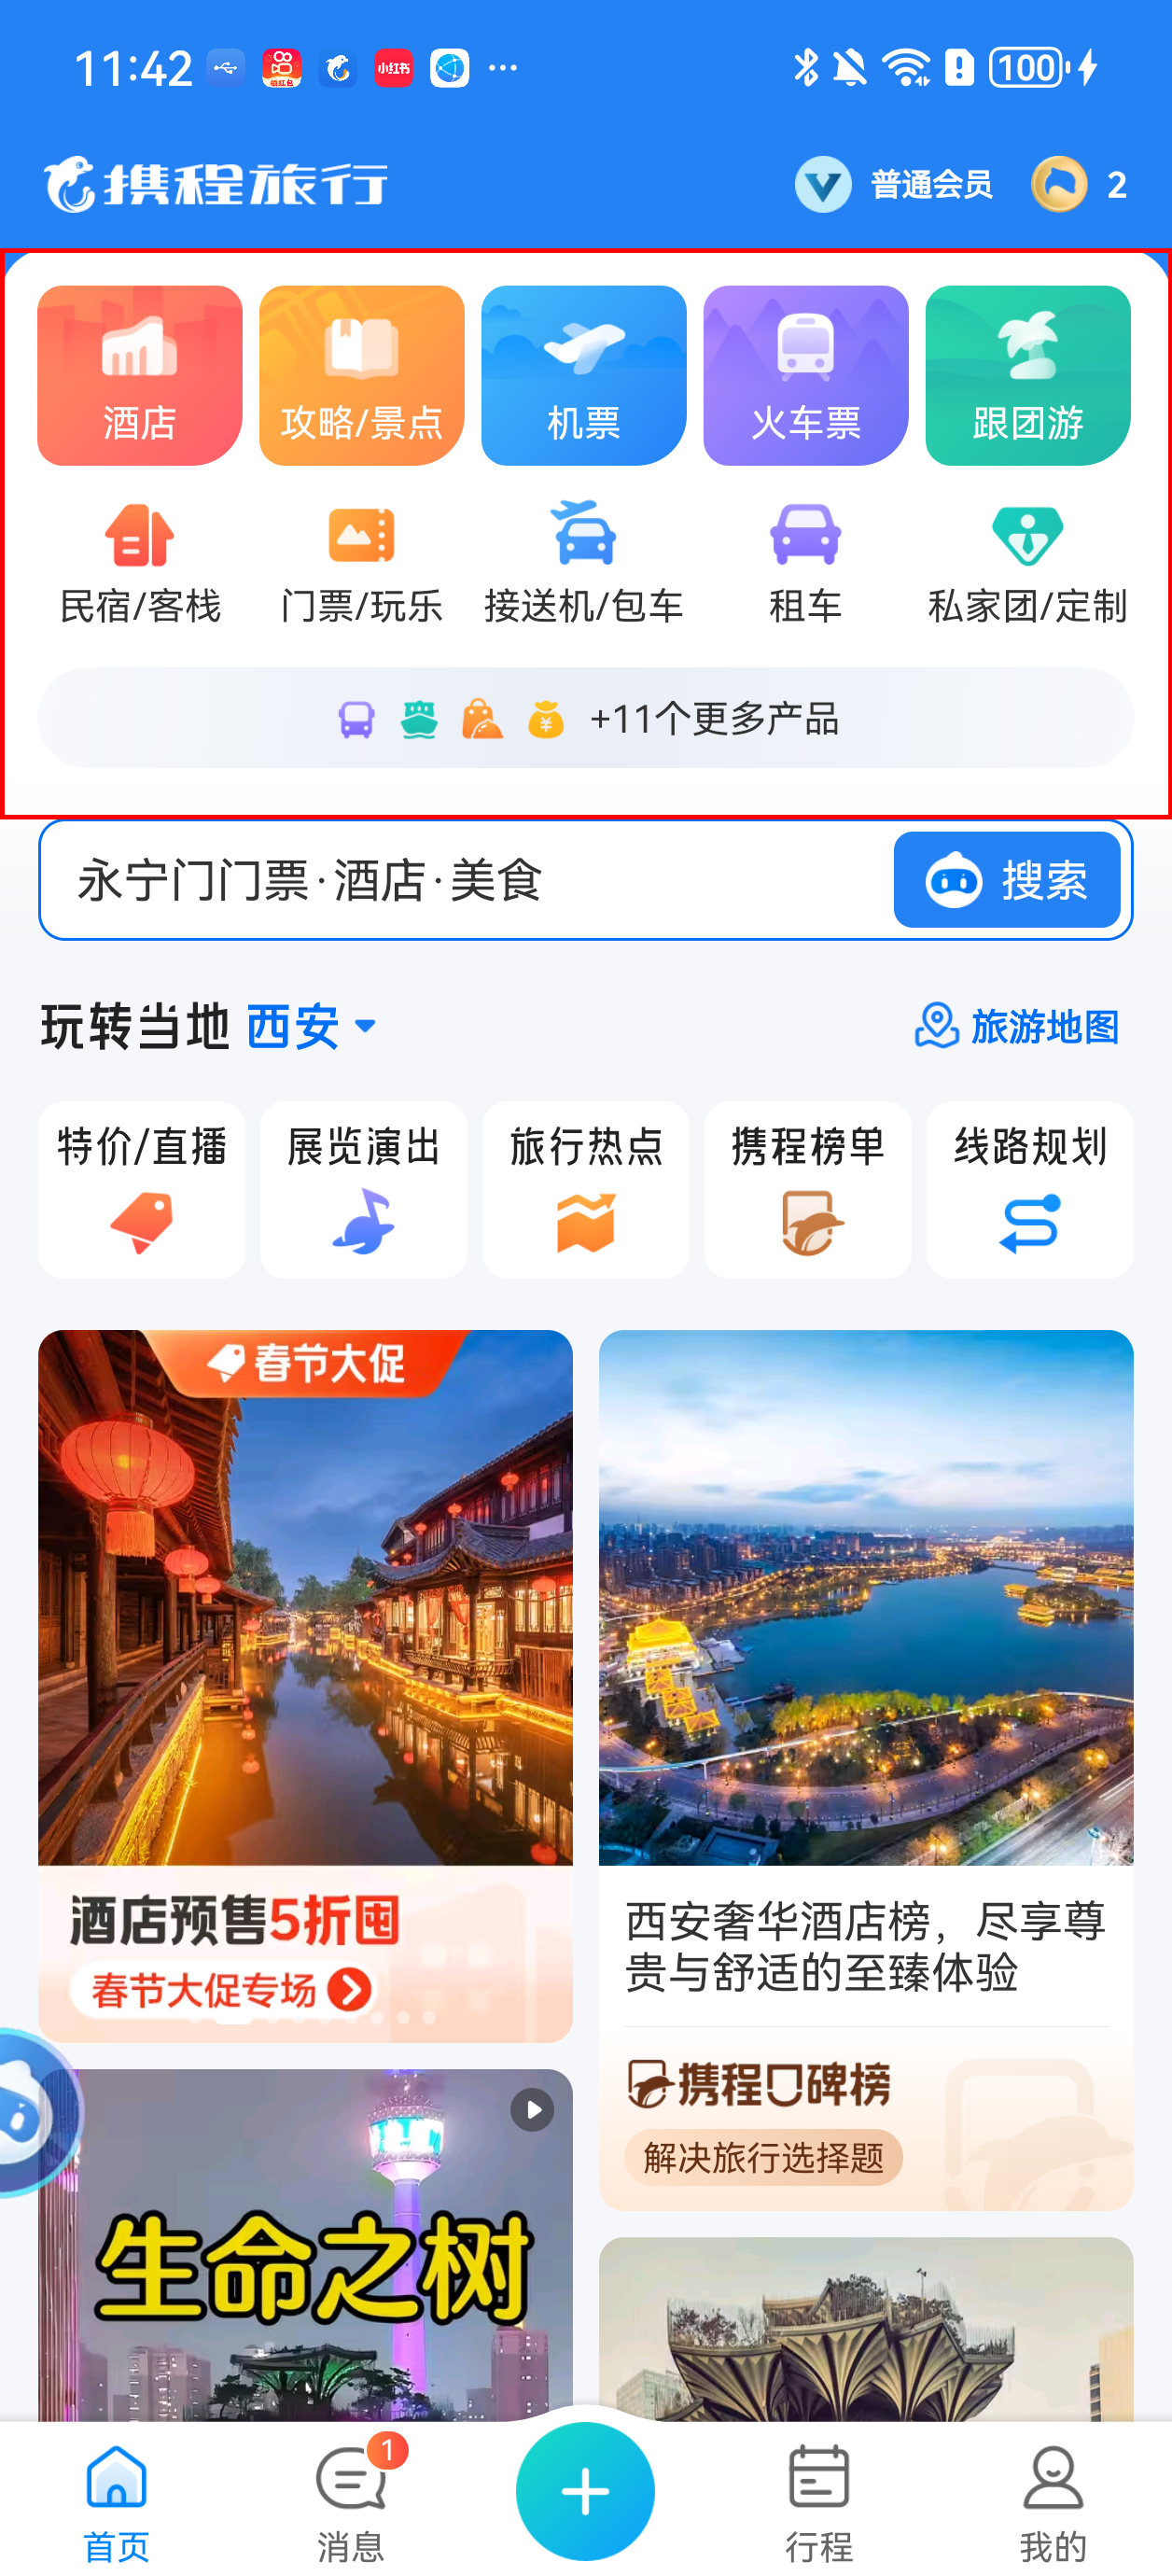 11:42
领红包
小红书
...
100
携程旅行
普通会员
2
酒店
攻略/景点
机票
火车票
跟团游
民宿/客栈
门票/玩乐
接送机/包车
租车
私家团/定制
+11个更多产品
永宁门门票·酒店·美食
搜索
玩转当地 西安
旅游地图
特价/直播
展览演出
旅行热点
携程榜单
线路规划
春节大促
酒店预售5折囤
春节大促专场
西安奢华酒店榜，尽享尊
贵与舒适的至臻体验
携程口碑榜
解决旅行选择题
生命之树
1
首页
消息
行程
我的